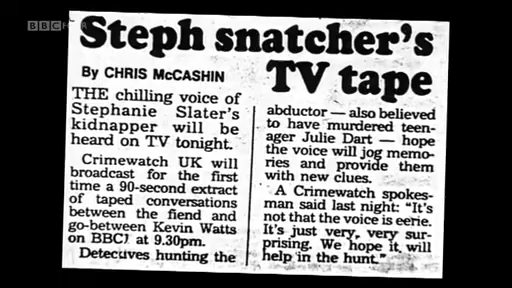 BBC
Steph snatcher's
TV tape
By CHRIS McCASHIN
THE chilling voice of
Stephanie Slater's
kidnapper will be
heard on TV tonight.
Crimewatch UK will
broadcast for the first
time a 90-second extract
of taped conversations
between the fiend and
go-between Kevin Watts
on BBC1 at 9.30pm.
Detectives hunting the
abductor — also believed
to have murdered teen-
ager Julie Dart — hope
the voice will jog memo-
ries and provide them
with new clues.
A Crimewatch spokes-
man said last night: "It's
not that the voice is eerie.
It's just very, very sur-
prising. We hope it will
help in the hunt."